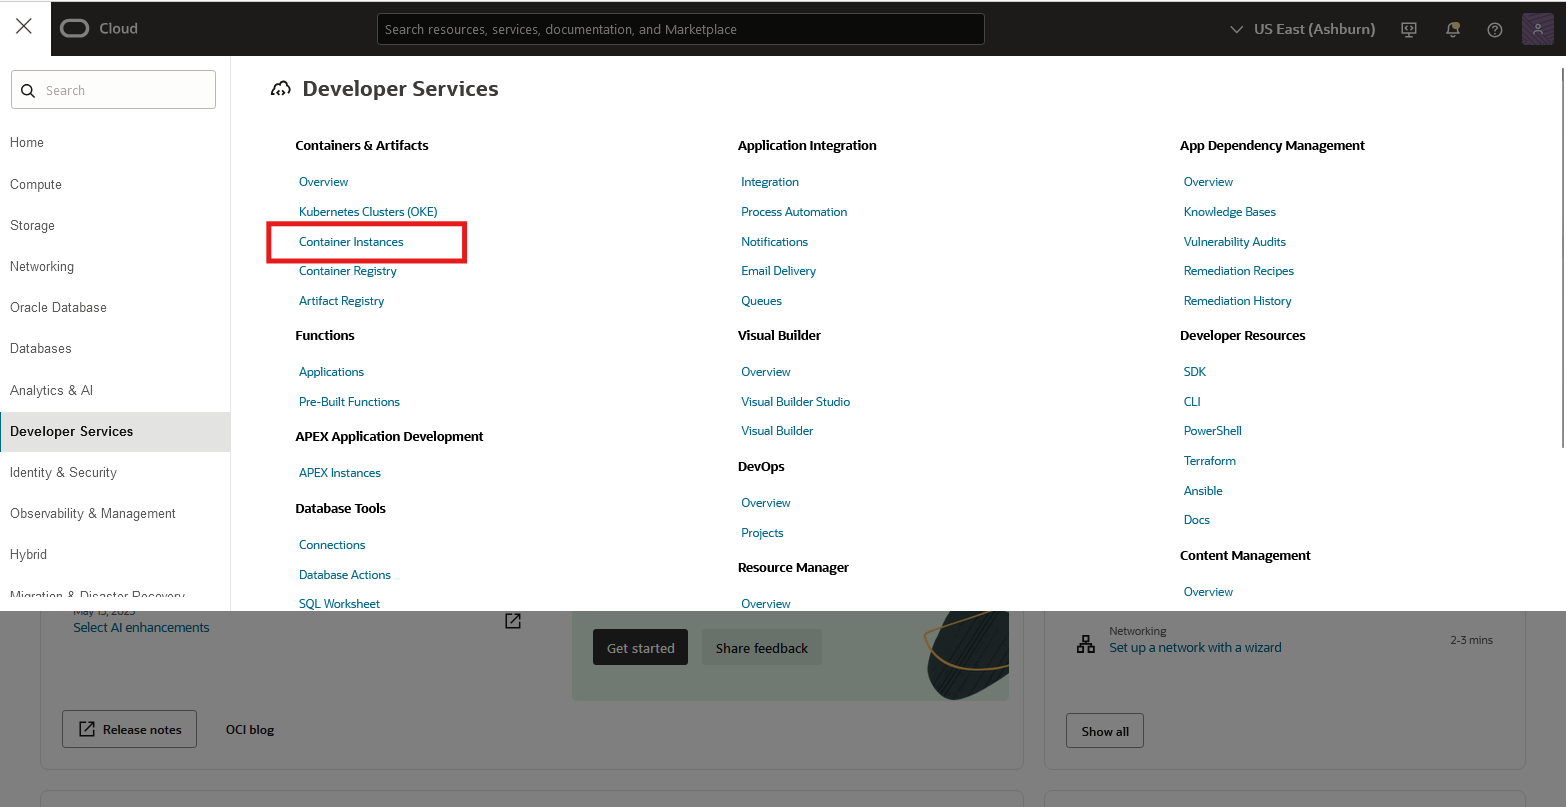 Cloud
Search resources, services, documentation, and Marketplace
US East (Ashburn)
Search
Home
Compute
Storage
Networking
Oracle Database
Databases
Analytics & AI
Developer Services
Identity & Security
Observability & Management
Hybrid
Migration & Disaster Recovery
Developer Services
Containers & Artifacts
Overview
Kubernetes Clusters (OKE)
Container Instances
Container Registry
Artifact Registry
Functions
Applications
Pre-Built Functions
APEX Application Development
APEX Instances
Database Tools
Connections
Database Actions
SQL Worksheet
Application Integration
Integration
Process Automation
Notifications
Email Delivery
Queues
Visual Builder
Overview
Visual Builder Studio
Visual Builder
DevOps
Overview
Projects
Resource Manager
Overview
App Dependency Management
Overview
Knowledge Bases
Vulnerability Audits
Remediation Recipes
Remediation History
Developer Resources
SDK
CLI
PowerShell
Terraform
Ansible
Docs
Content Management
Overview
May 15, 2025
Select AI enhancements
Release notes
OCI blog
Get started
Share feedback
Networking
Set up a network with a wizard
2-3 mins
Show all